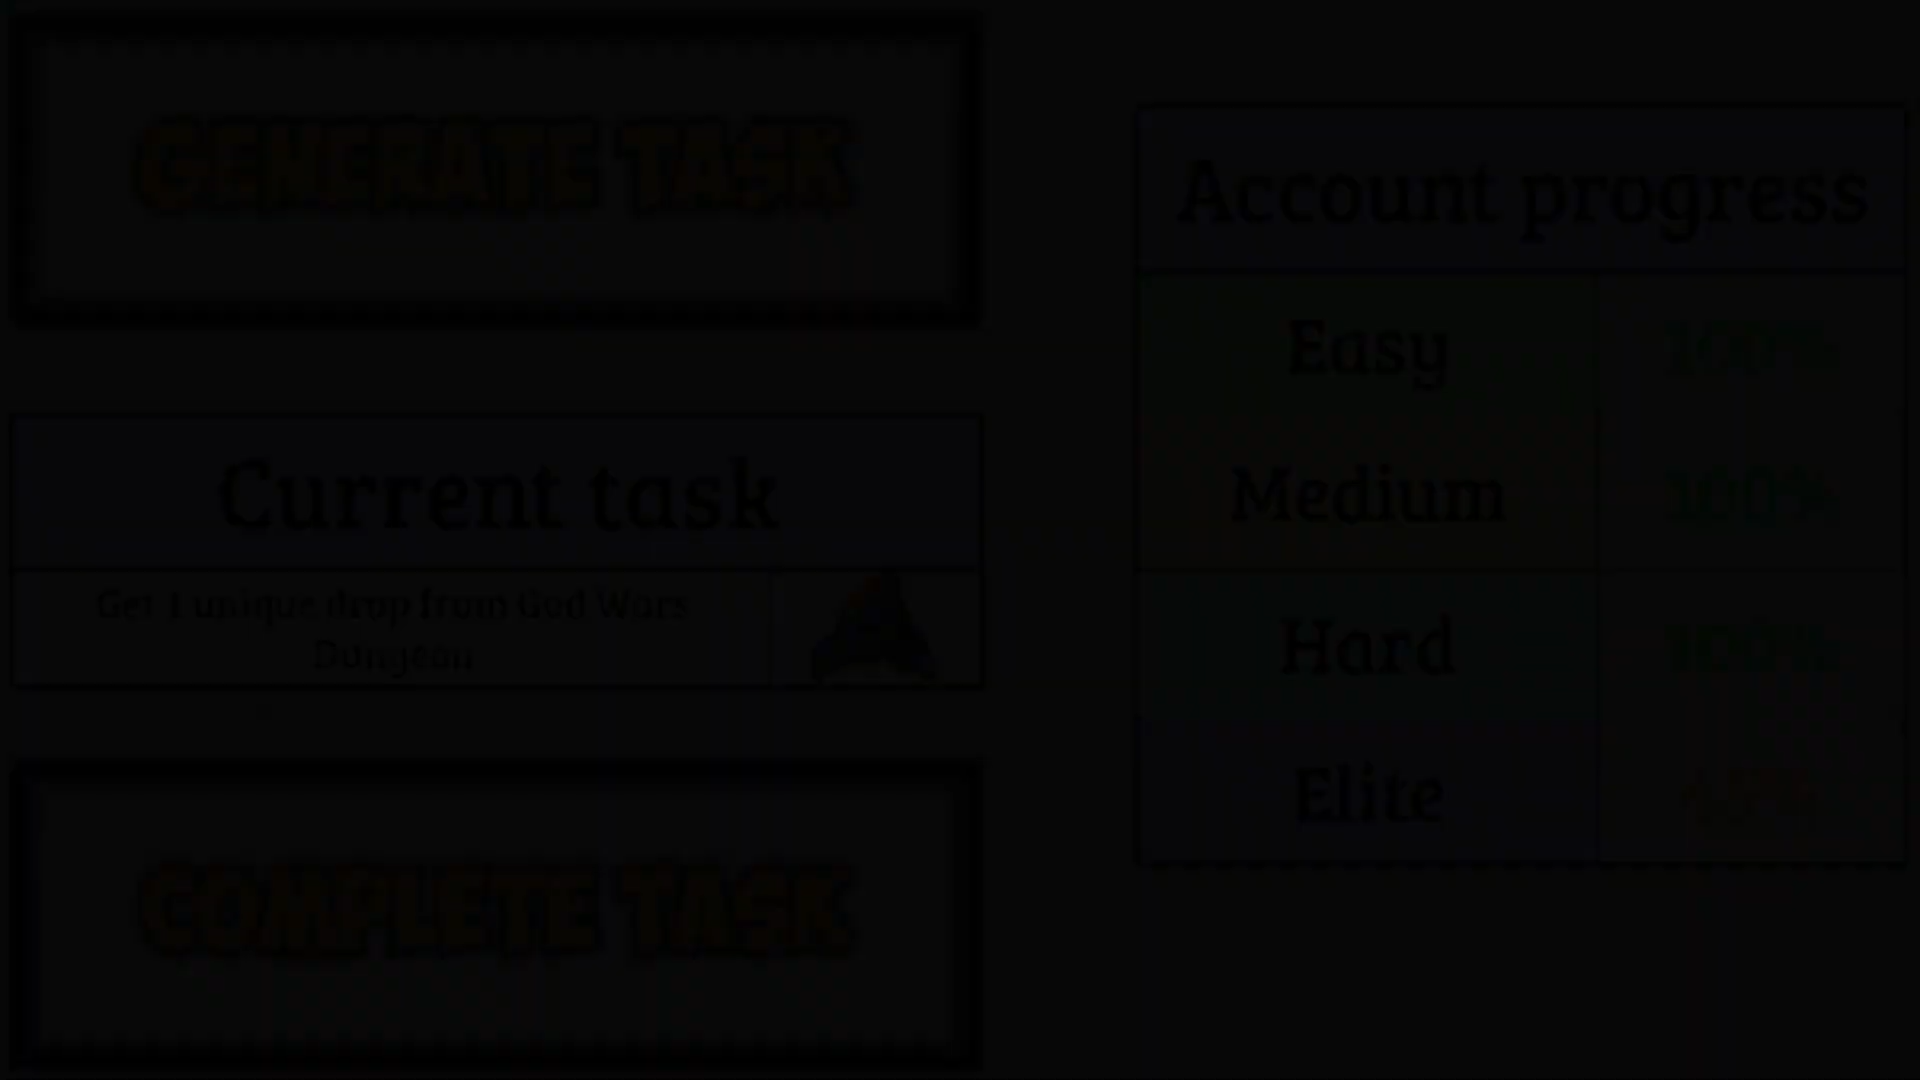 GENERATE TASK
Current task
Get 1 unique drop from God Wars
Dungeon
COMPLETE TASK
Account progress
Easy 100%
Medium 100%
Hard 100%
Elite